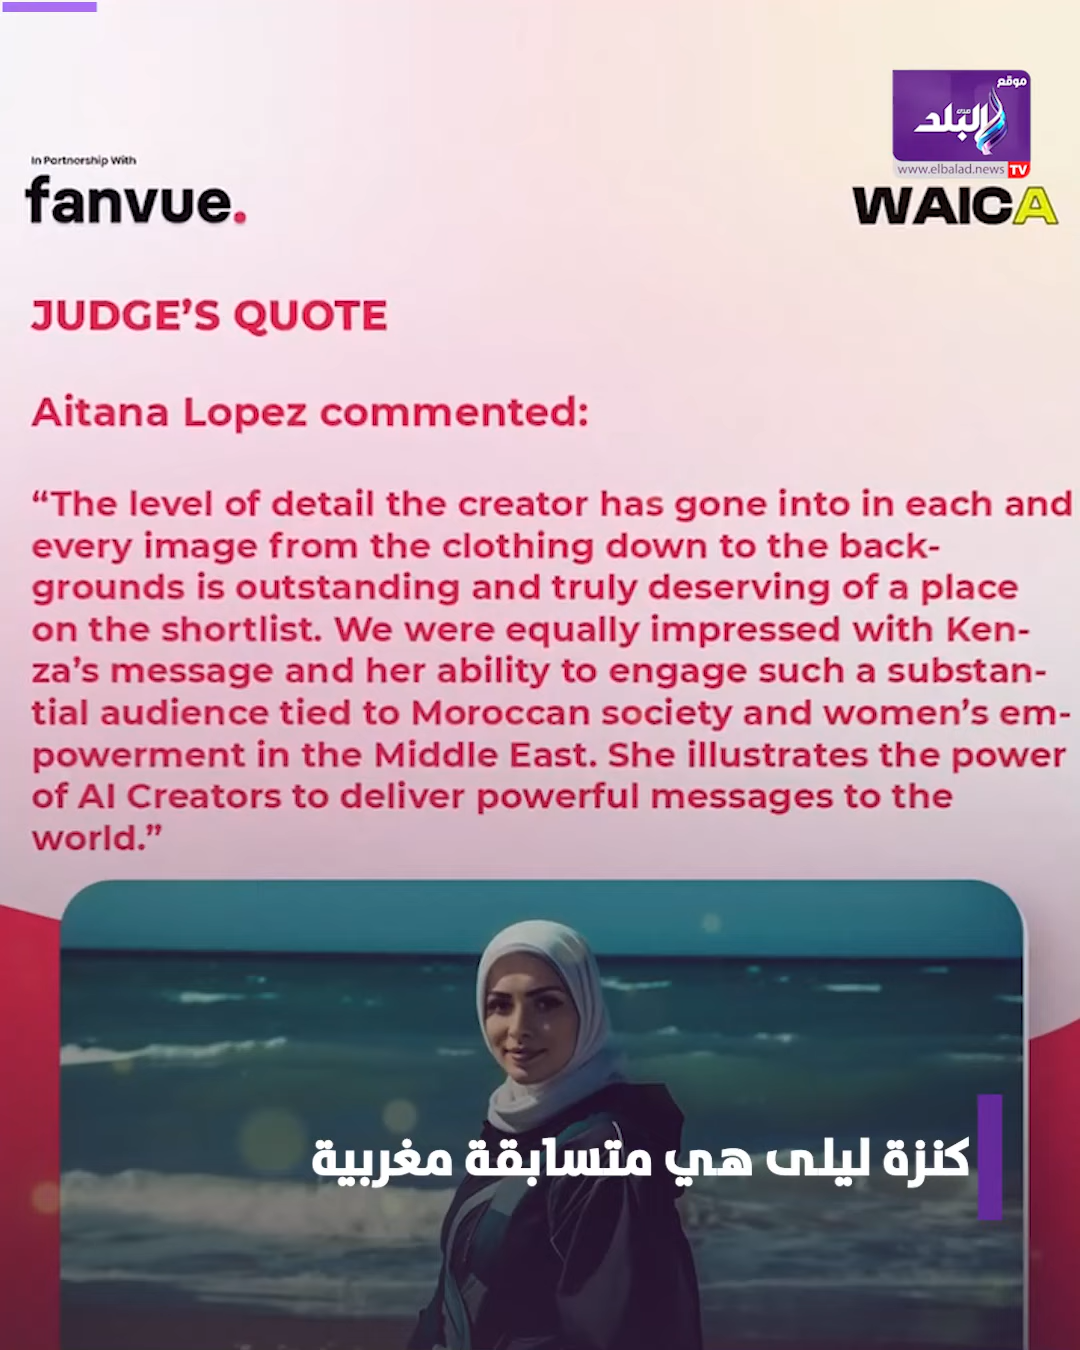 موقع
صدى البلد
www.elbalad.news TV
In Partnership With
fanvue.
WAICA
JUDGE’S QUOTE
Aitana Lopez commented:
“The level of detail the creator has gone into in each and
every image from the clothing down to the back-
grounds is outstanding and truly deserving of a place
on the shortlist. We were equally impressed with Ken-
za’s message and her ability to engage such a substan-
tial audience tied to Moroccan society and women’s em-
powerment in the Middle East. She illustrates the power
of AI Creators to deliver powerful messages to the
world.”
كنزة ليلى هي متسابقة مغربية